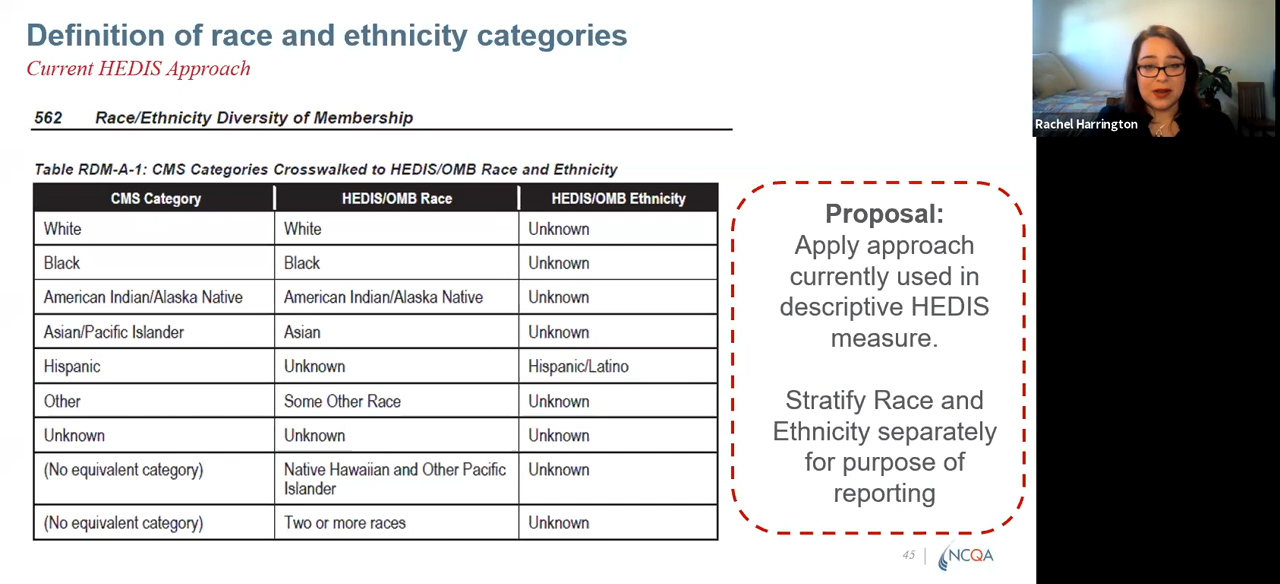 Definition of race and ethnicity categories
Current HEDIS Approach
562 Race/Ethnicity Diversity of Membership
Table RDM-A-1: CMS Categories Crosswalked to HEDIS/OMB Race and Ethnicity
CMS Category HEDIS/OMB Race HEDIS/OMB Ethnicity
White White Unknown
Black Black Unknown
American Indian/Alaska Native American Indian/Alaska Native Unknown
Asian/Pacific Islander Asian Unknown
Hispanic Unknown Hispanic/Latino
Other Some Other Race Unknown
Unknown Unknown Unknown
(No equivalent category) Native Hawaiian and Other Pacific Unknown
Islander
(No equivalent category) Two or more races Unknown
Proposal:
Apply approach
currently used in
descriptive HEDIS
measure.
Stratify Race and
Ethnicity separately
for purpose of
reporting
45
NCQA
Rachel Harrington